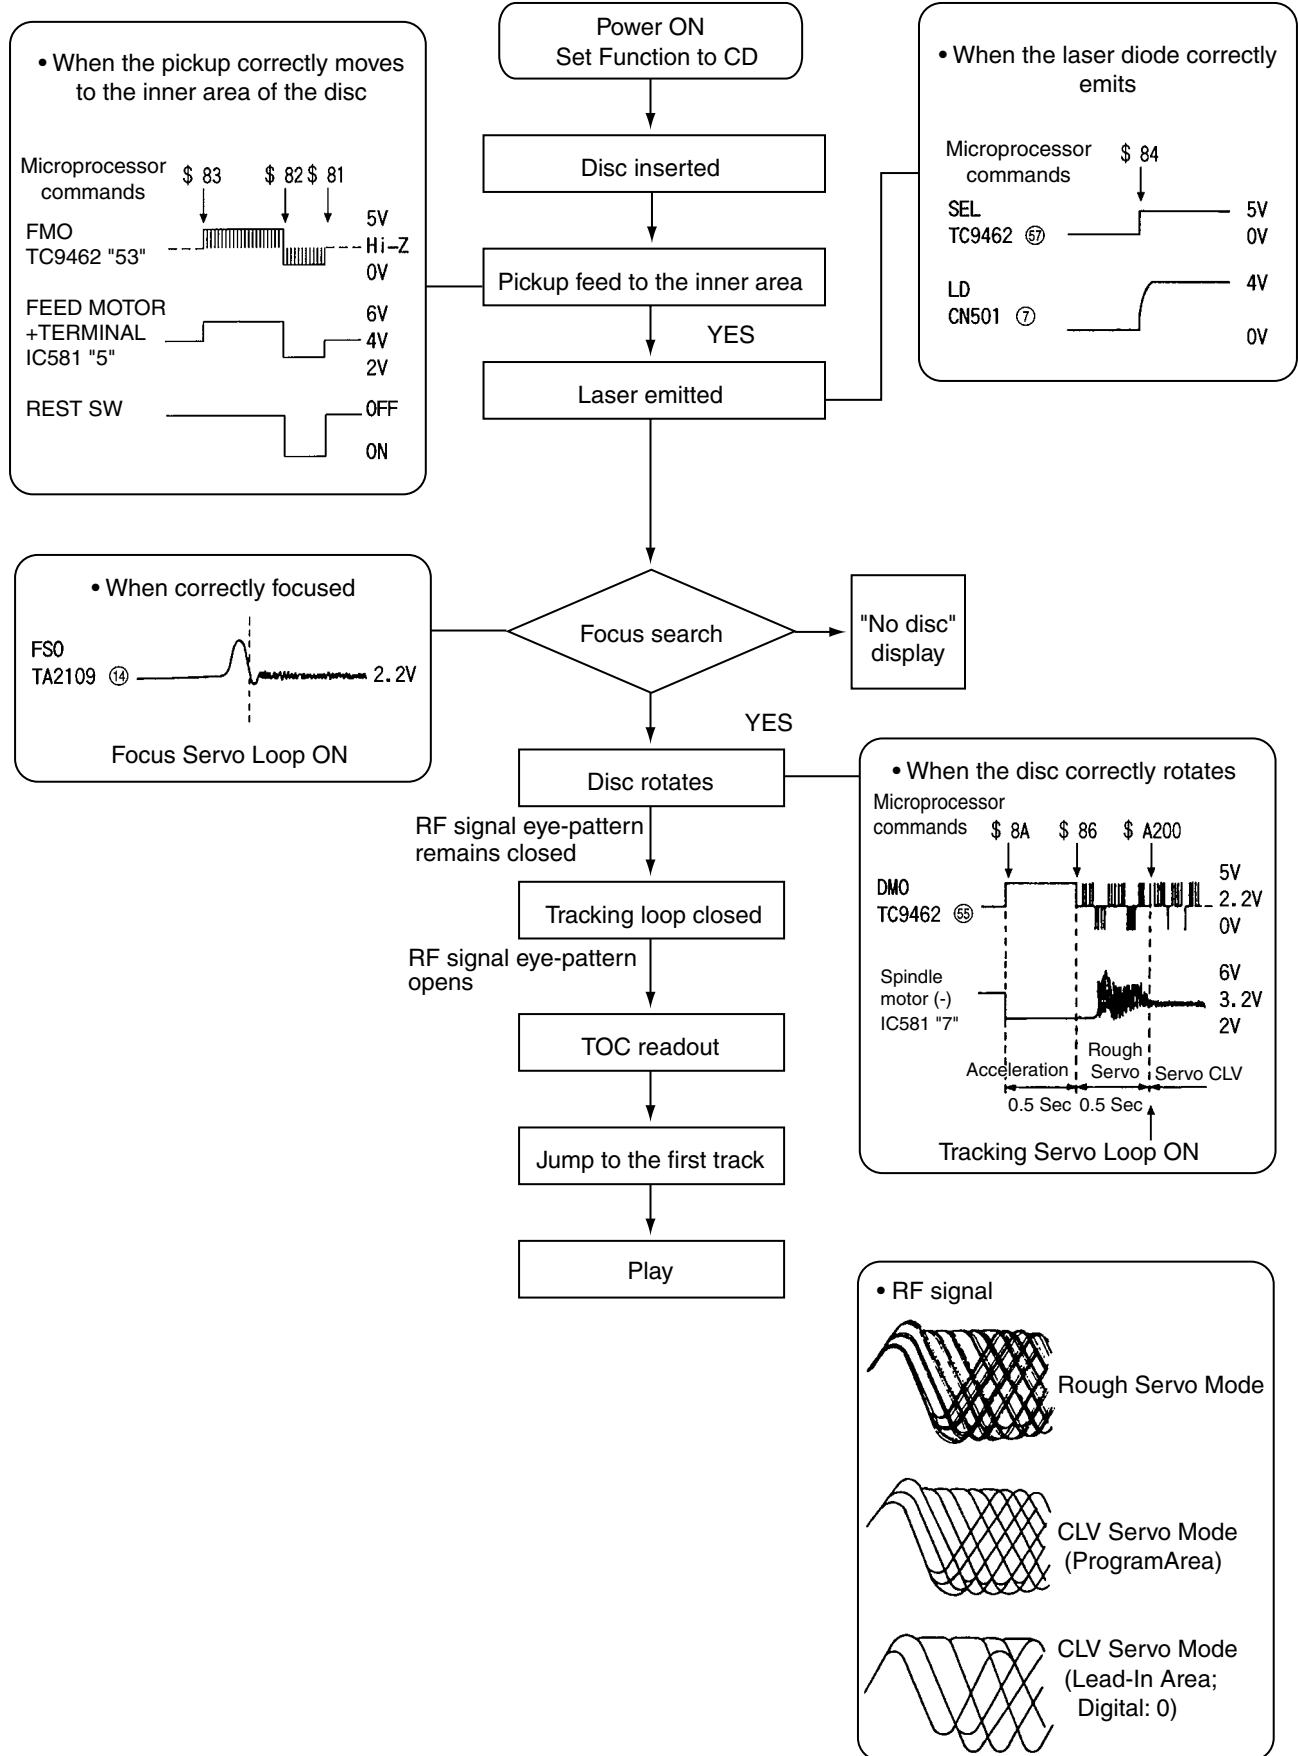 Power ON
Set Function to CD
• When the pickup correctly moves
to the inner area of the disc
Microprocessor
commands
$ 83
$ 82
$ 81
FMO
TC9462 "53"
5V
Hi-Z
0V
FEED MOTOR
+TERMINAL
IC581 "5"
6V
4V
2V
REST SW
OFF
ON
Disc inserted
Pickup feed to the inner area
YES
Laser emitted
• When the laser diode correctly
emits
Microprocessor
commands
$ 84
SEL
TC9462 57
5V
0V
LD
CN501 7
4V
0V
• When correctly focused
FSO
TA2109 14
2.2V
Focus Servo Loop ON
Focus search
"No disc"
display
YES
Disc rotates
RF signal eye-pattern
remains closed
Tracking loop closed
RF signal eye-pattern
opens
TOC readout
Jump to the first track
Play
• When the disc correctly rotates
Microprocessor
commands
$ 8A
$ 86
$ A200
DMO
TC9462 55
5V
2.2V
0V
Spindle
motor (-)
IC581 "7"
6V
3.2V
2V
Acceleration
Rough
Servo
Servo CLV
0.5 Sec
0.5 Sec
Tracking Servo Loop ON
• RF signal
Rough Servo Mode
CLV Servo Mode
(ProgramArea)
CLV Servo Mode
(Lead-In Area;
Digital: 0)